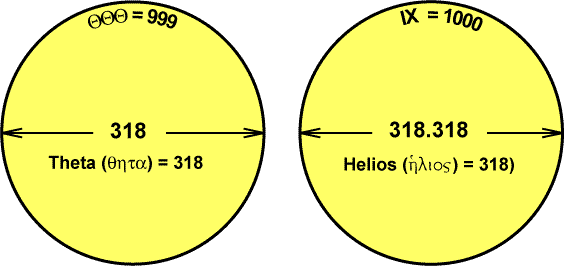 ΘΘΘ = 999
318
Theta (θητα) = 318
IX = 1000
318.318
Helios (ἡλιος) = 318)